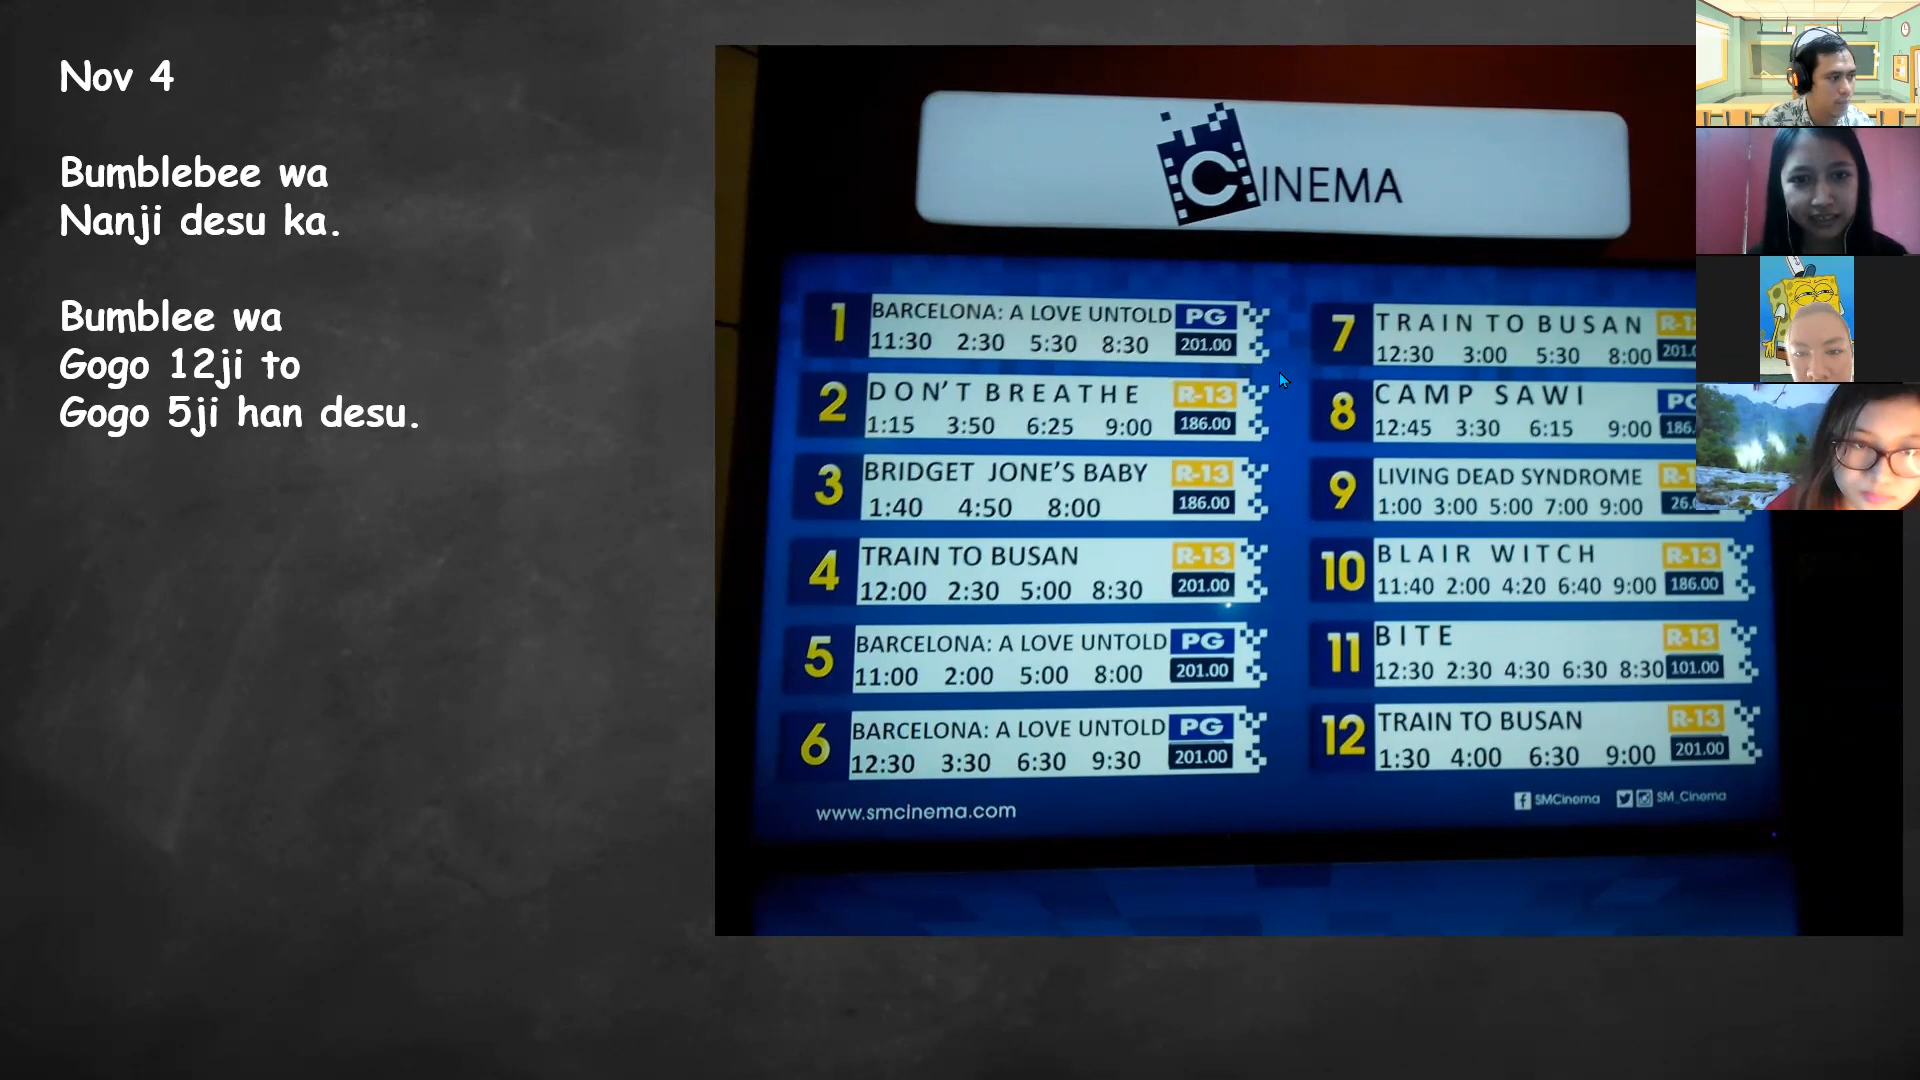 Nov 4
Bumblebee wa
Nanji desu ka.
Bumblee wa
Gogo 12ji to
Gogo 5ji han desu.
CINEMA
1 BARCELONA: A LOVE UNTOLD PG
11:30 2:30 5:30 8:30 201.00
2 DON'T BREATHE R-13
1:15 3:50 6:25 9:00 186.00
3 BRIDGET JONE'S BABY R-13
1:40 4:50 8:00 186.00
4 TRAIN TO BUSAN R-13
12:00 2:30 5:00 8:30 201.00
5 BARCELONA: A LOVE UNTOLD PG
11:00 2:00 5:00 8:00 201.00
6 BARCELONA: A LOVE UNTOLD PG
12:30 3:30 6:30 9:30 201.00
7 TRAIN TO BUSAN
12:30 3:00 5:30 8:00
8 CAMP SAWI
12:45 3:30 6:15 9:00
9 LIVING DEAD SYNDROME
1:00 3:00 5:00 7:00 9:00
10 BLAIR WITCH R-13
11:40 2:00 4:20 6:40 9:00 186.00
11 BITE R-13
12:30 2:30 4:30 6:30 8:30 101.00
12 TRAIN TO BUSAN R-13
1:30 4:00 6:30 9:00 201.00
www.smcinema.com
SMCinema SM_Cinema